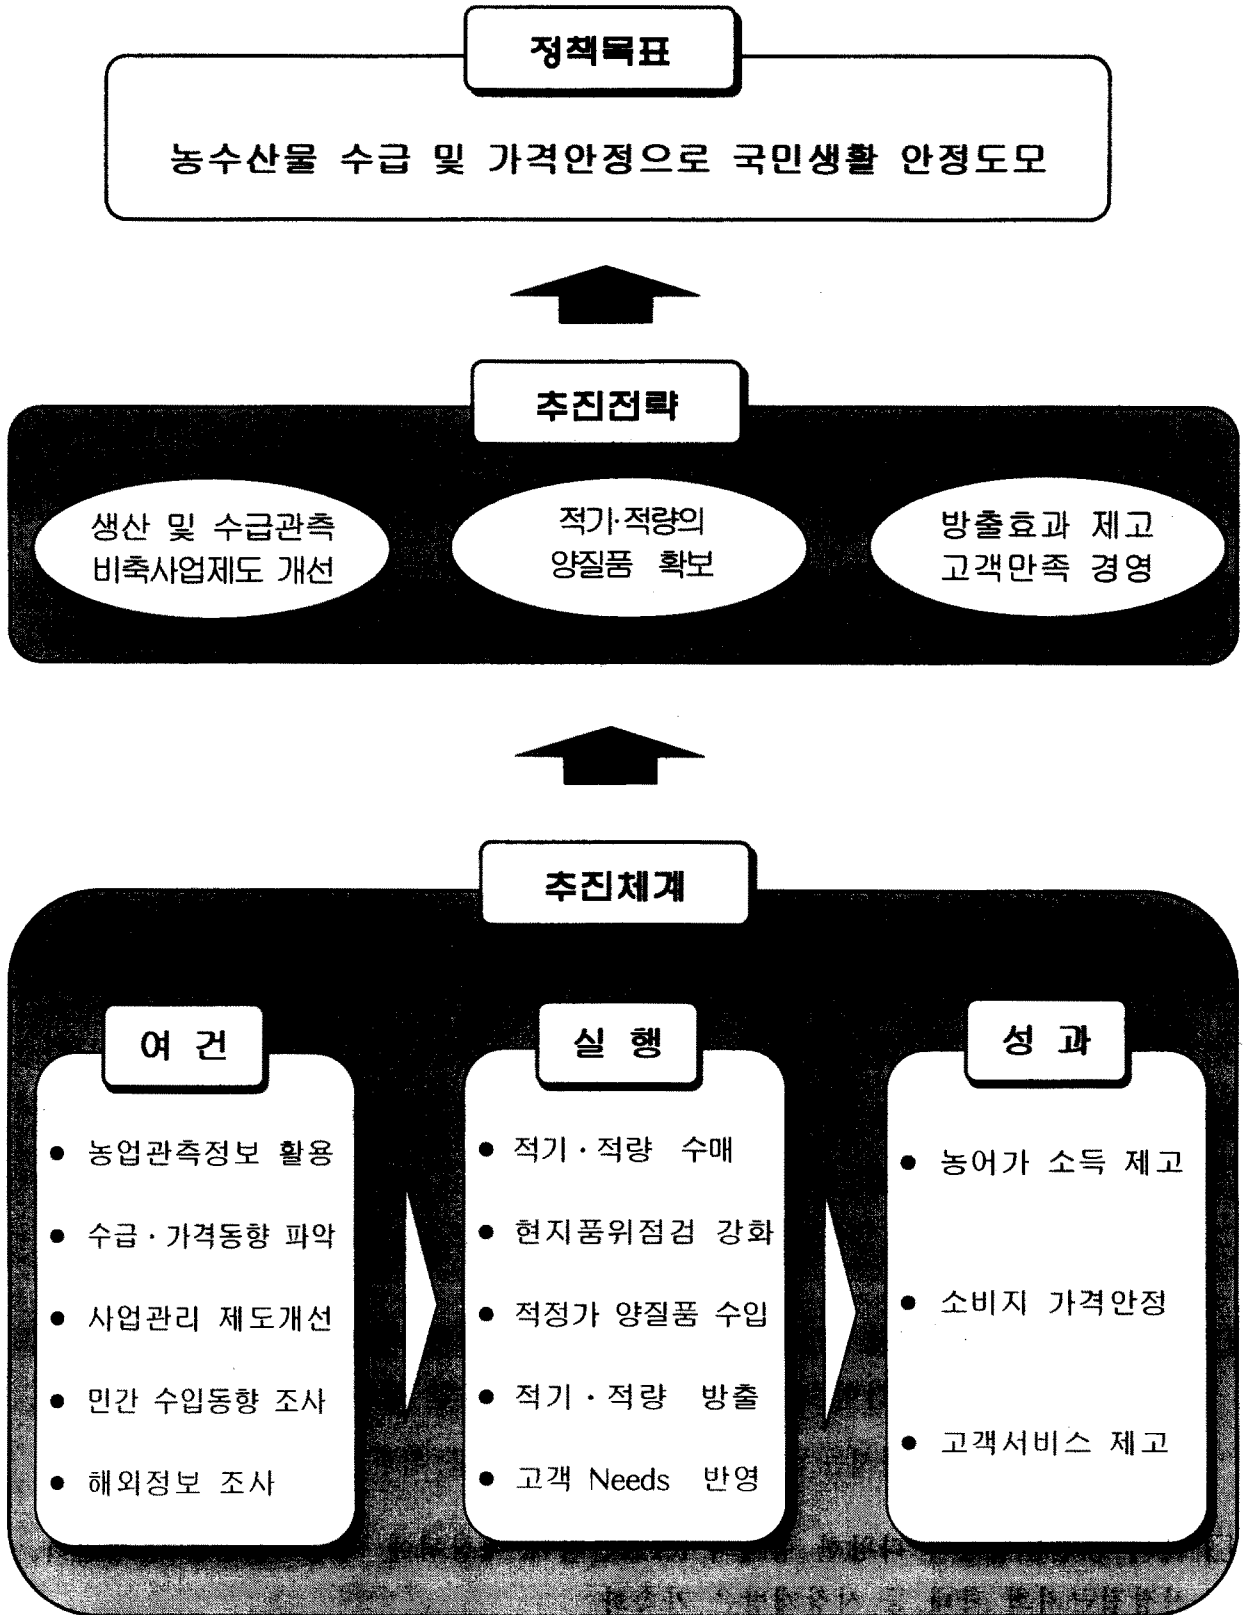 정책목표
농수산물 수급 및 가격안정으로 국민생활 안정도모
추진전략
생산 및 수급관측
비축사업제도 개선
적기·적량의
양질품 확보
방출효과 제고
고객만족 경영
추진체계
여 건
• 농업관측정보 활용
• 수급·가격동향 파악
• 사업관리 제도개선
• 민간 수입동향 조사
• 해외정보 조사
실 행
• 적기·적량 수매
• 현지품위점검 강화
• 적정가 양질품 수입
• 적기·적량 방출
• 고객 Needs 반영
성 과
• 농어가 소득 제고
• 소비지 가격안정
• 고객서비스 제고